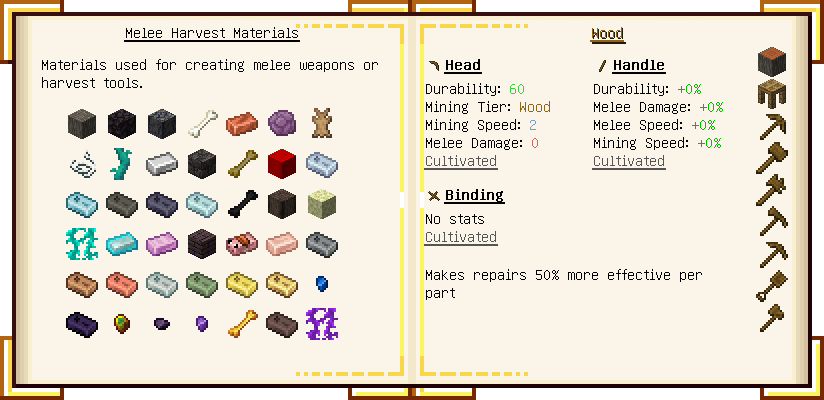 Melee Harvest Materials
Materials used for creating melee weapons or
harvest tools.
Wood
Head
Durability: 60
Mining Tier: Wood
Mining Speed: 2
Melee Damage: 0
Cultivated
Handle
Durability: +0%
Melee Damage: +0%
Melee Speed: +0%
Mining Speed: +0%
Cultivated
Binding
No stats
Cultivated
Makes repairs 50% more effective per
part